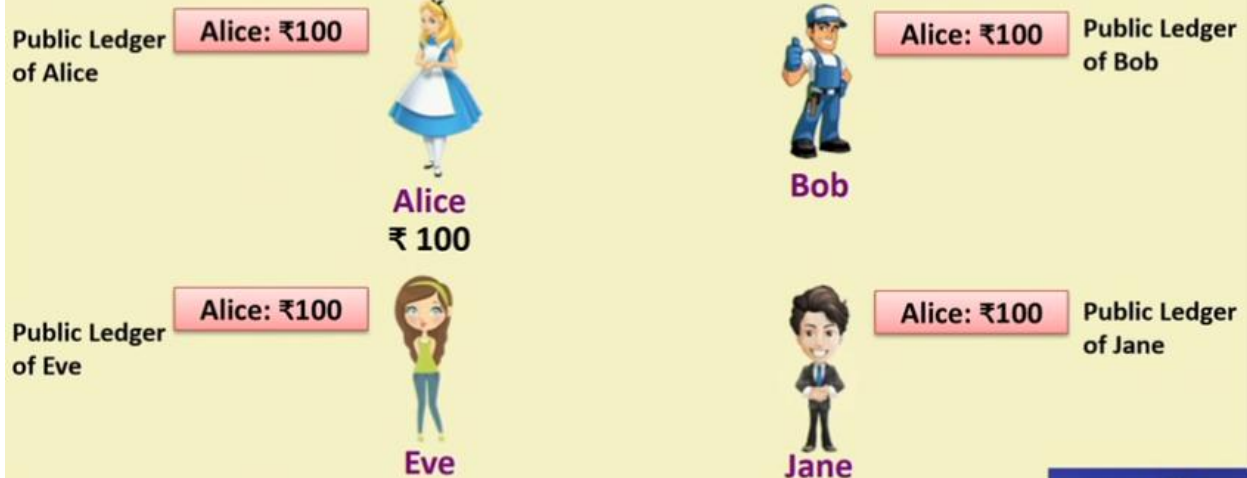 Public Ledger
of Alice
Alice: ₹100
Alice
₹ 100
Alice: ₹100
Public Ledger
of Bob
Bob
Public Ledger
of Eve
Alice: ₹100
Eve
Alice: ₹100
Public Ledger
of Jane
Jane